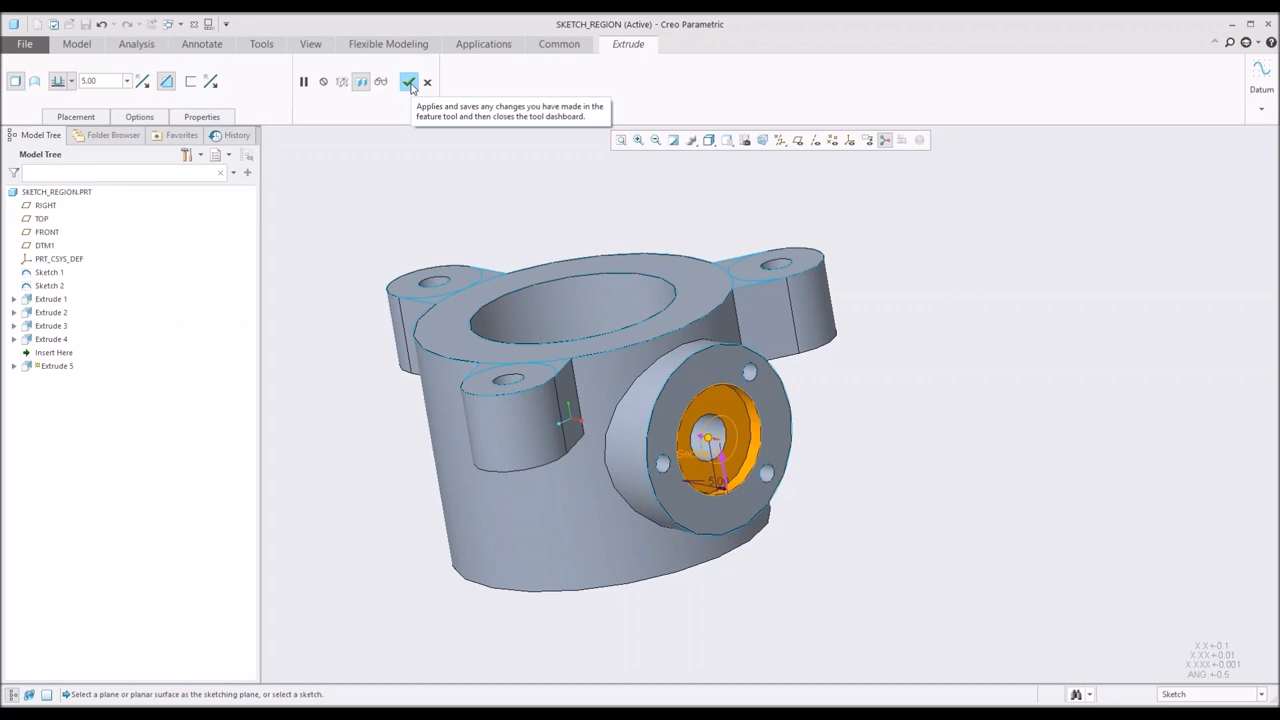 SKETCH_REGION (Active) - Creo Parametric
File Model Analysis Annotate Tools View Flexible Modeling Applications Common Extrude
5.00
Datum
Applies and saves any changes you have made in the
feature tool and then closes the tool dashboard.
Placement Options Properties
Model Tree Folder Browser Favorites History
Model Tree
SKETCH_REGION.PRT
RIGHT
TOP
FRONT
DTM1
PRT_CSYS_DEF
Sketch 1
Sketch 2
Extrude 1
Extrude 2
Extrude 3
Extrude 4
Insert Here
Extrude 5
X.X+-0.1
X.XX+-0.01
X.XXX+-0.001
ANG.+-0.5
Select a plane or planar surface as the sketching plane, or select a sketch.
Sketch